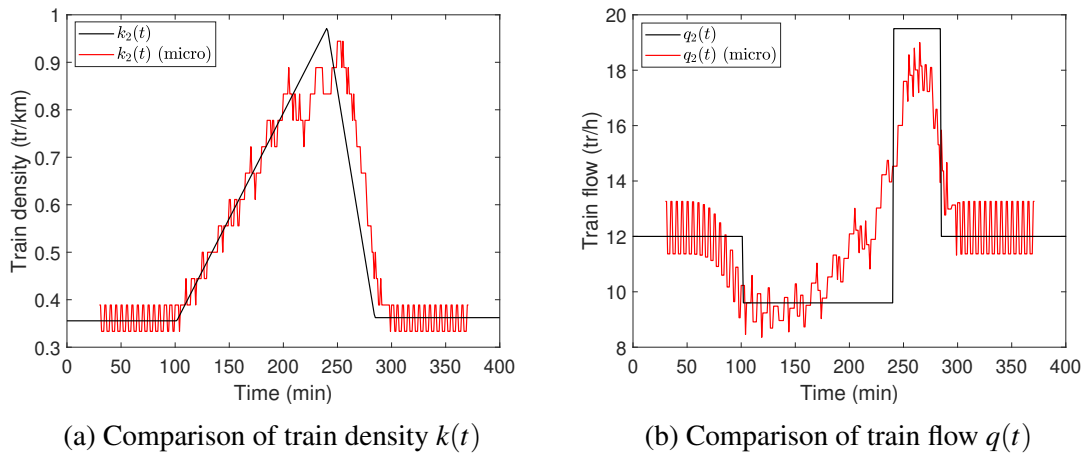 k₂(t)
k₂(t) (micro)
Train density (tr/km)
1
0.9
0.8
0.7
0.6
0.5
0.4
0.3
0 50 100 150 200 250 300 350 400
Time (min)
(a) Comparison of train density k(t)
q₂(t)
q₂(t) (micro)
Train flow (tr/h)
20
18
16
14
12
10
8
0 50 100 150 200 250 300 350 400
Time (min)
(b) Comparison of train flow q(t)